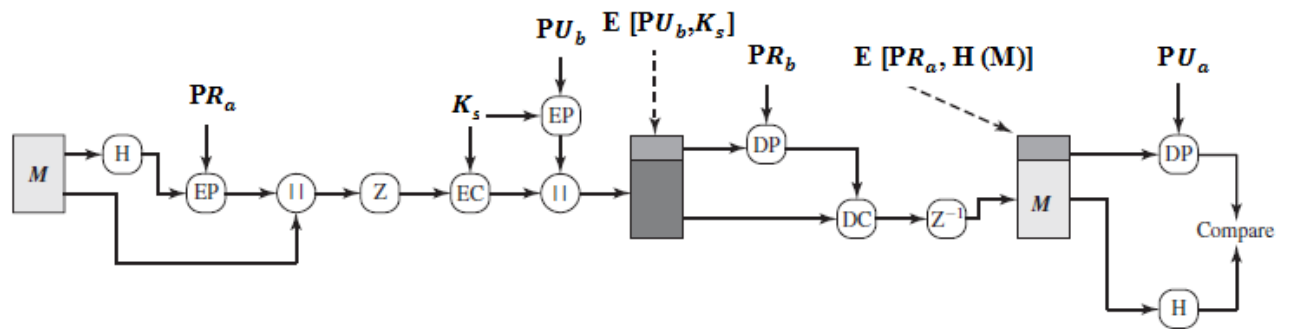 PU_b
E [PU_b,K_s]
PR_b
E [PR_a, H (M)]
PU_a
PR_a
K_s
EP
H
DP
DP
M
EP
||
Z
EC
||
DC
Z⁻¹
M
Compare
H